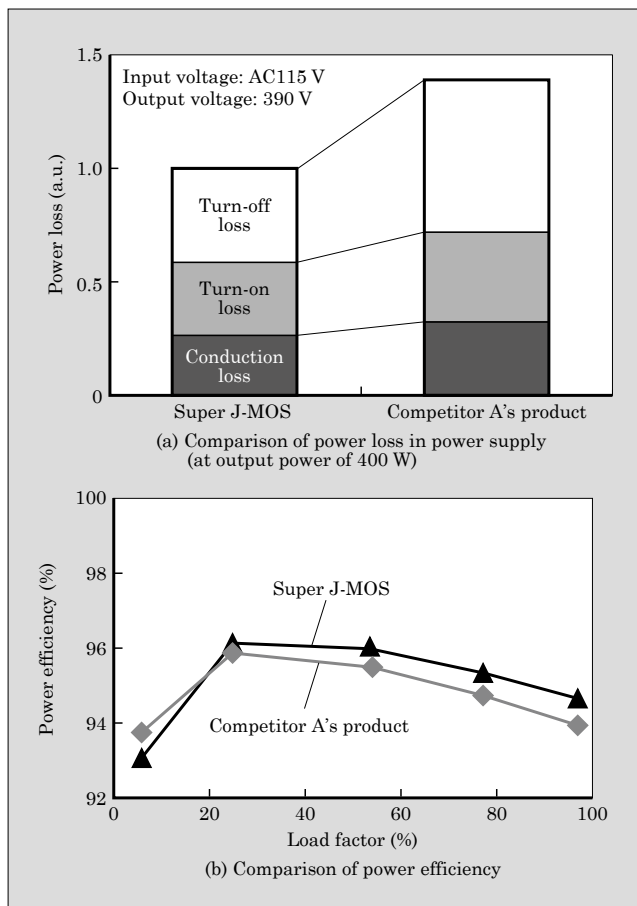 1.5
Input voltage: AC115 V
Output voltage: 390 V
1.0
Power loss (a.u.)
Turn-off
loss
0.5
Turn-on
loss
Conduction
loss
0
Super J-MOS
Competitor A's product
(a) Comparison of power loss in power supply
(at output power of 400 W)
100
98
Power efficiency (%)
Super J-MOS
96
94
Competitor A's product
92
0
20
40
60
80
100
Load factor (%)
(b) Comparison of power efficiency